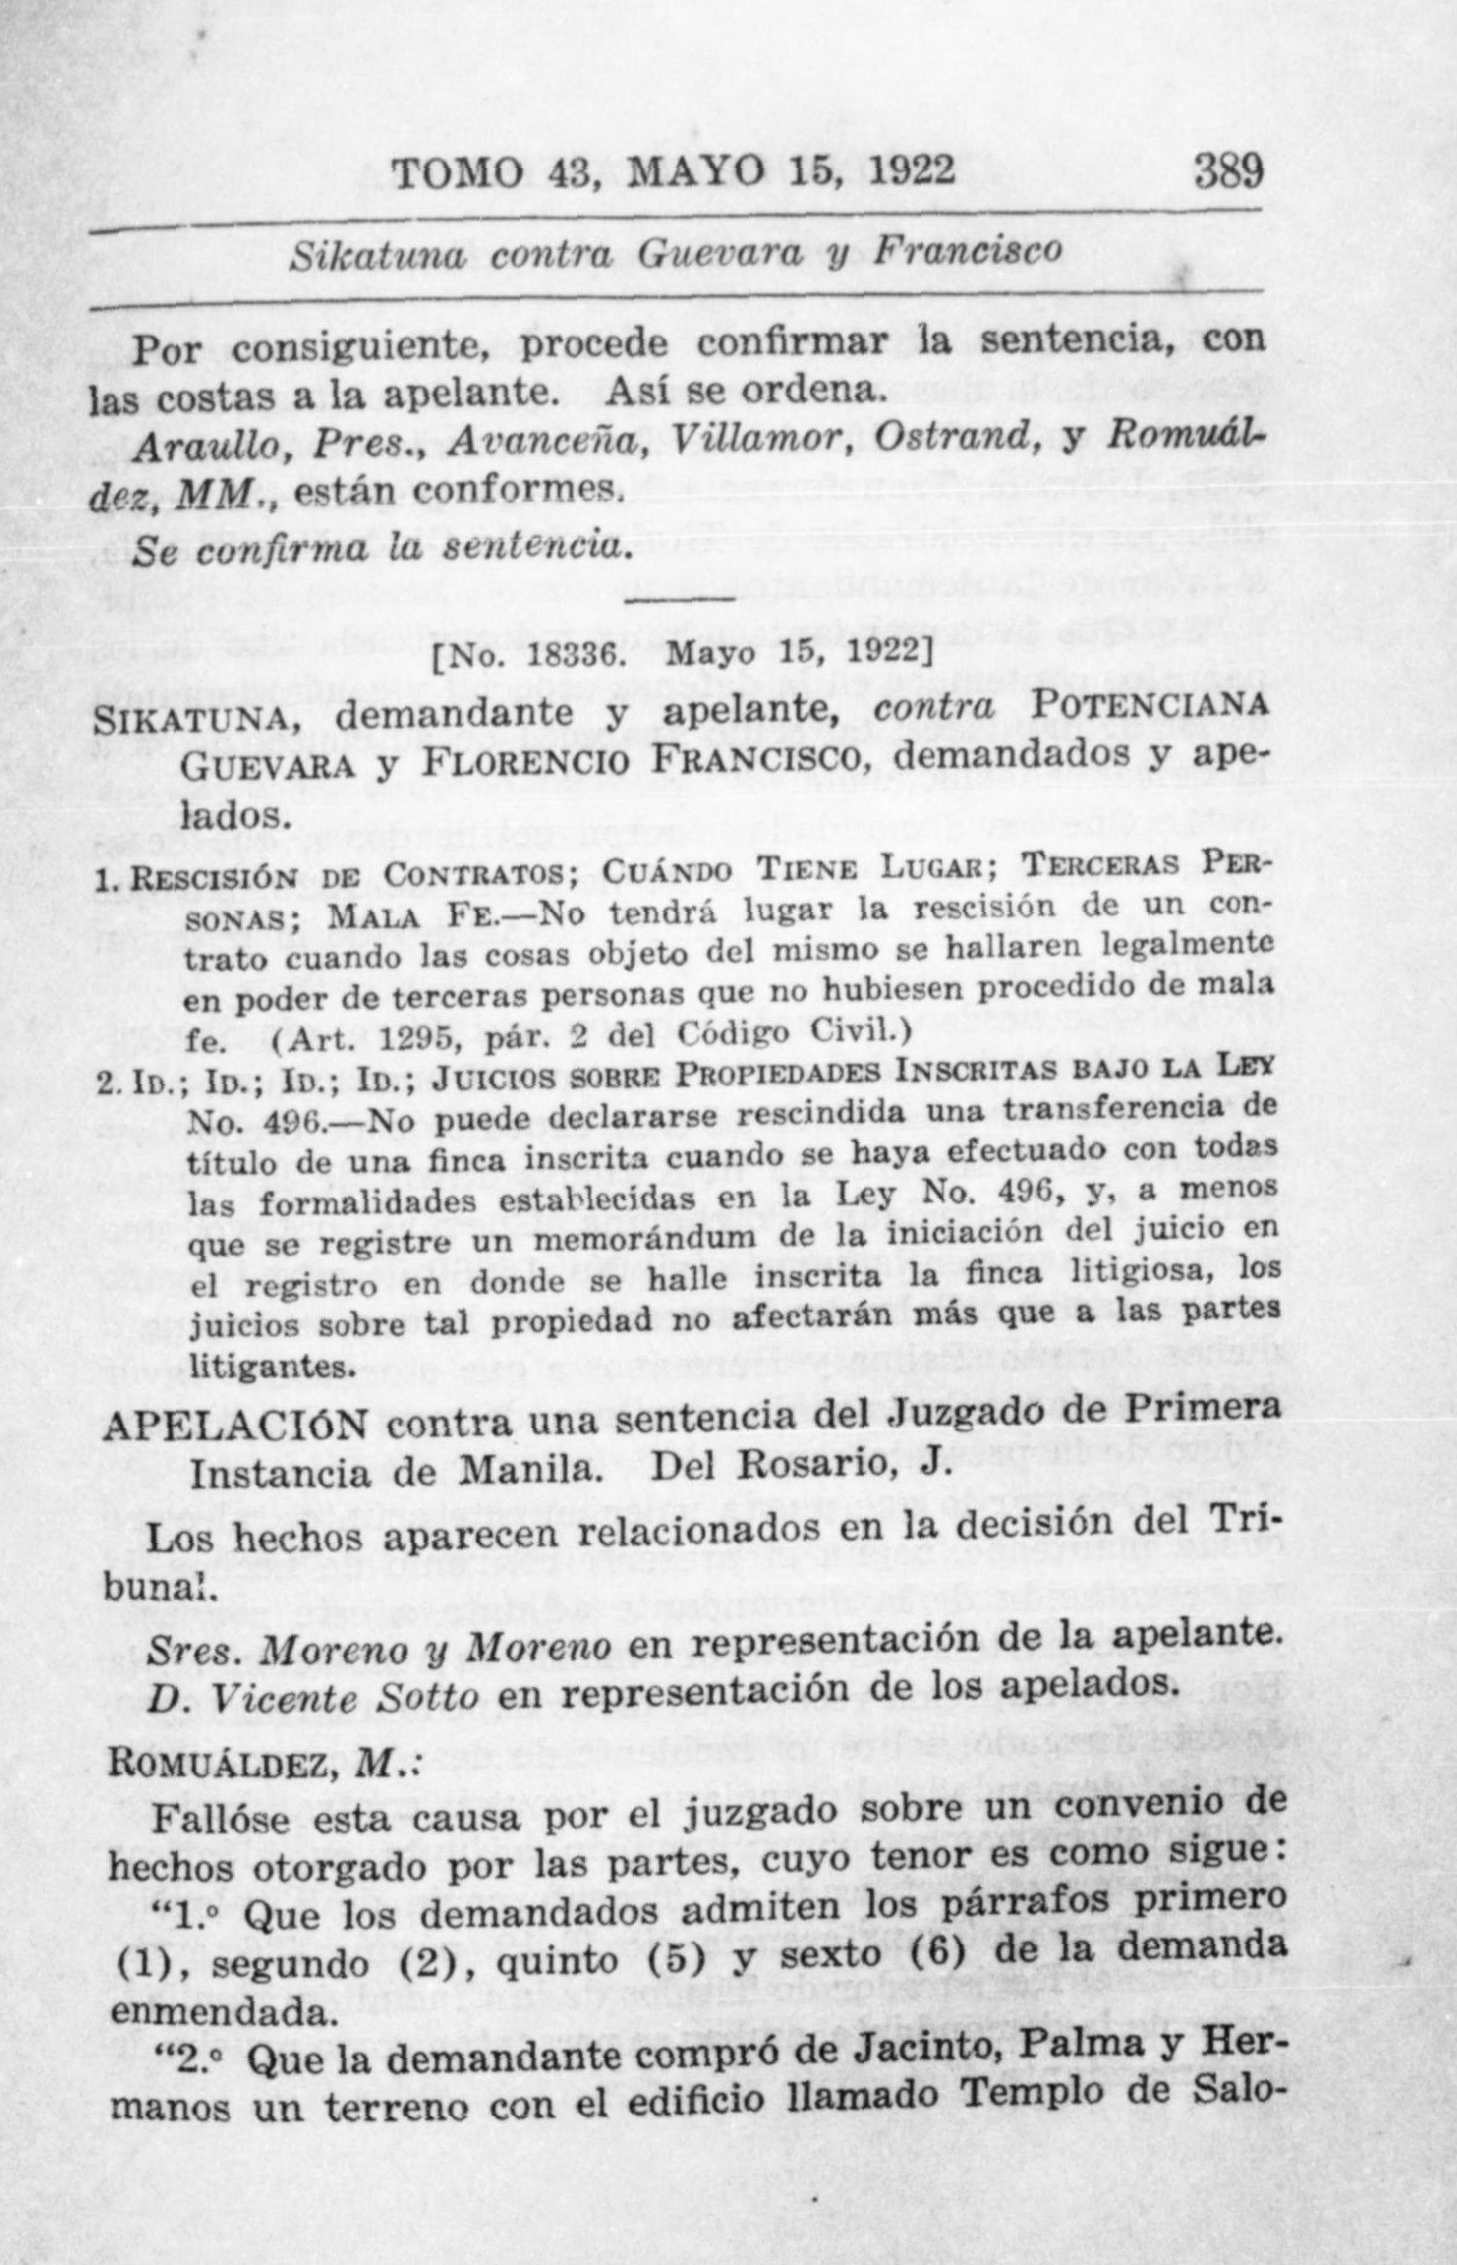 TOMO 43, MAYO 15, 1922 389
Sikatuna contra Guevara y Francisco
Por consiguiente, procede confirmar la sentencia, con
las costas a la apelante. Así se ordena.
Araullo, Pres., Avanceña, Villamor, Ostrand, y Romuál-
dez, MM., están conformes.
Se confirma la sentencia.
[No. 18336. Mayo 15, 1922]
SIKATUNA, demandante y apelante, contra POTENCIANA
GUEVARA y FLORENCIO FRANCISCO, demandados y ape-
lados.
1. RESCISIÓN DE CONTRATOS; CUÁNDO TIENE LUGAR; TERCERAS PER-
SONAS; MALA FE.—No tendrá lugar la rescisión de un con-
trato cuando las cosas objeto del mismo se hallaren legalmente
en poder de terceras personas que no hubiesen procedido de mala
fe. (Art. 1295, pár. 2 del Código Civil.)
2. ID.; ID.; ID.; ID.; JUICIOS SOBRE PROPIEDADES INSCRITAS BAJO LA LEY
No. 496.—No puede declararse rescindida una transferencia de
título de una finca inscrita cuando se haya efectuado con todas
las formalidades establecidas en la Ley No. 496, y, a menos
que se registre un memorándum de la iniciación del juicio en
el registro en donde se halle inscrita la finca litigiosa, los
juicios sobre tal propiedad no afectarán más que a las partes
litigantes.
APELACIÓN contra una sentencia del Juzgado de Primera
Instancia de Manila. Del Rosario, J.
Los hechos aparecen relacionados en la decisión del Tri-
bunal.
Sres. Moreno y Moreno en representación de la apelante.
D. Vicente Sotto en representación de los apelados.
ROMUÁLDEZ, M.:
Fallóse esta causa por el juzgado sobre un convenio de
hechos otorgado por las partes, cuyo tenor es como sigue:
“1.º Que los demandados admiten los párrafos primero
(1), segundo (2), quinto (5) y sexto (6) de la demanda
enmendada.
“2.º Que la demandante compró de Jacinto, Palma y Her-
manos un terreno con el edificio llamado Templo de Salo-